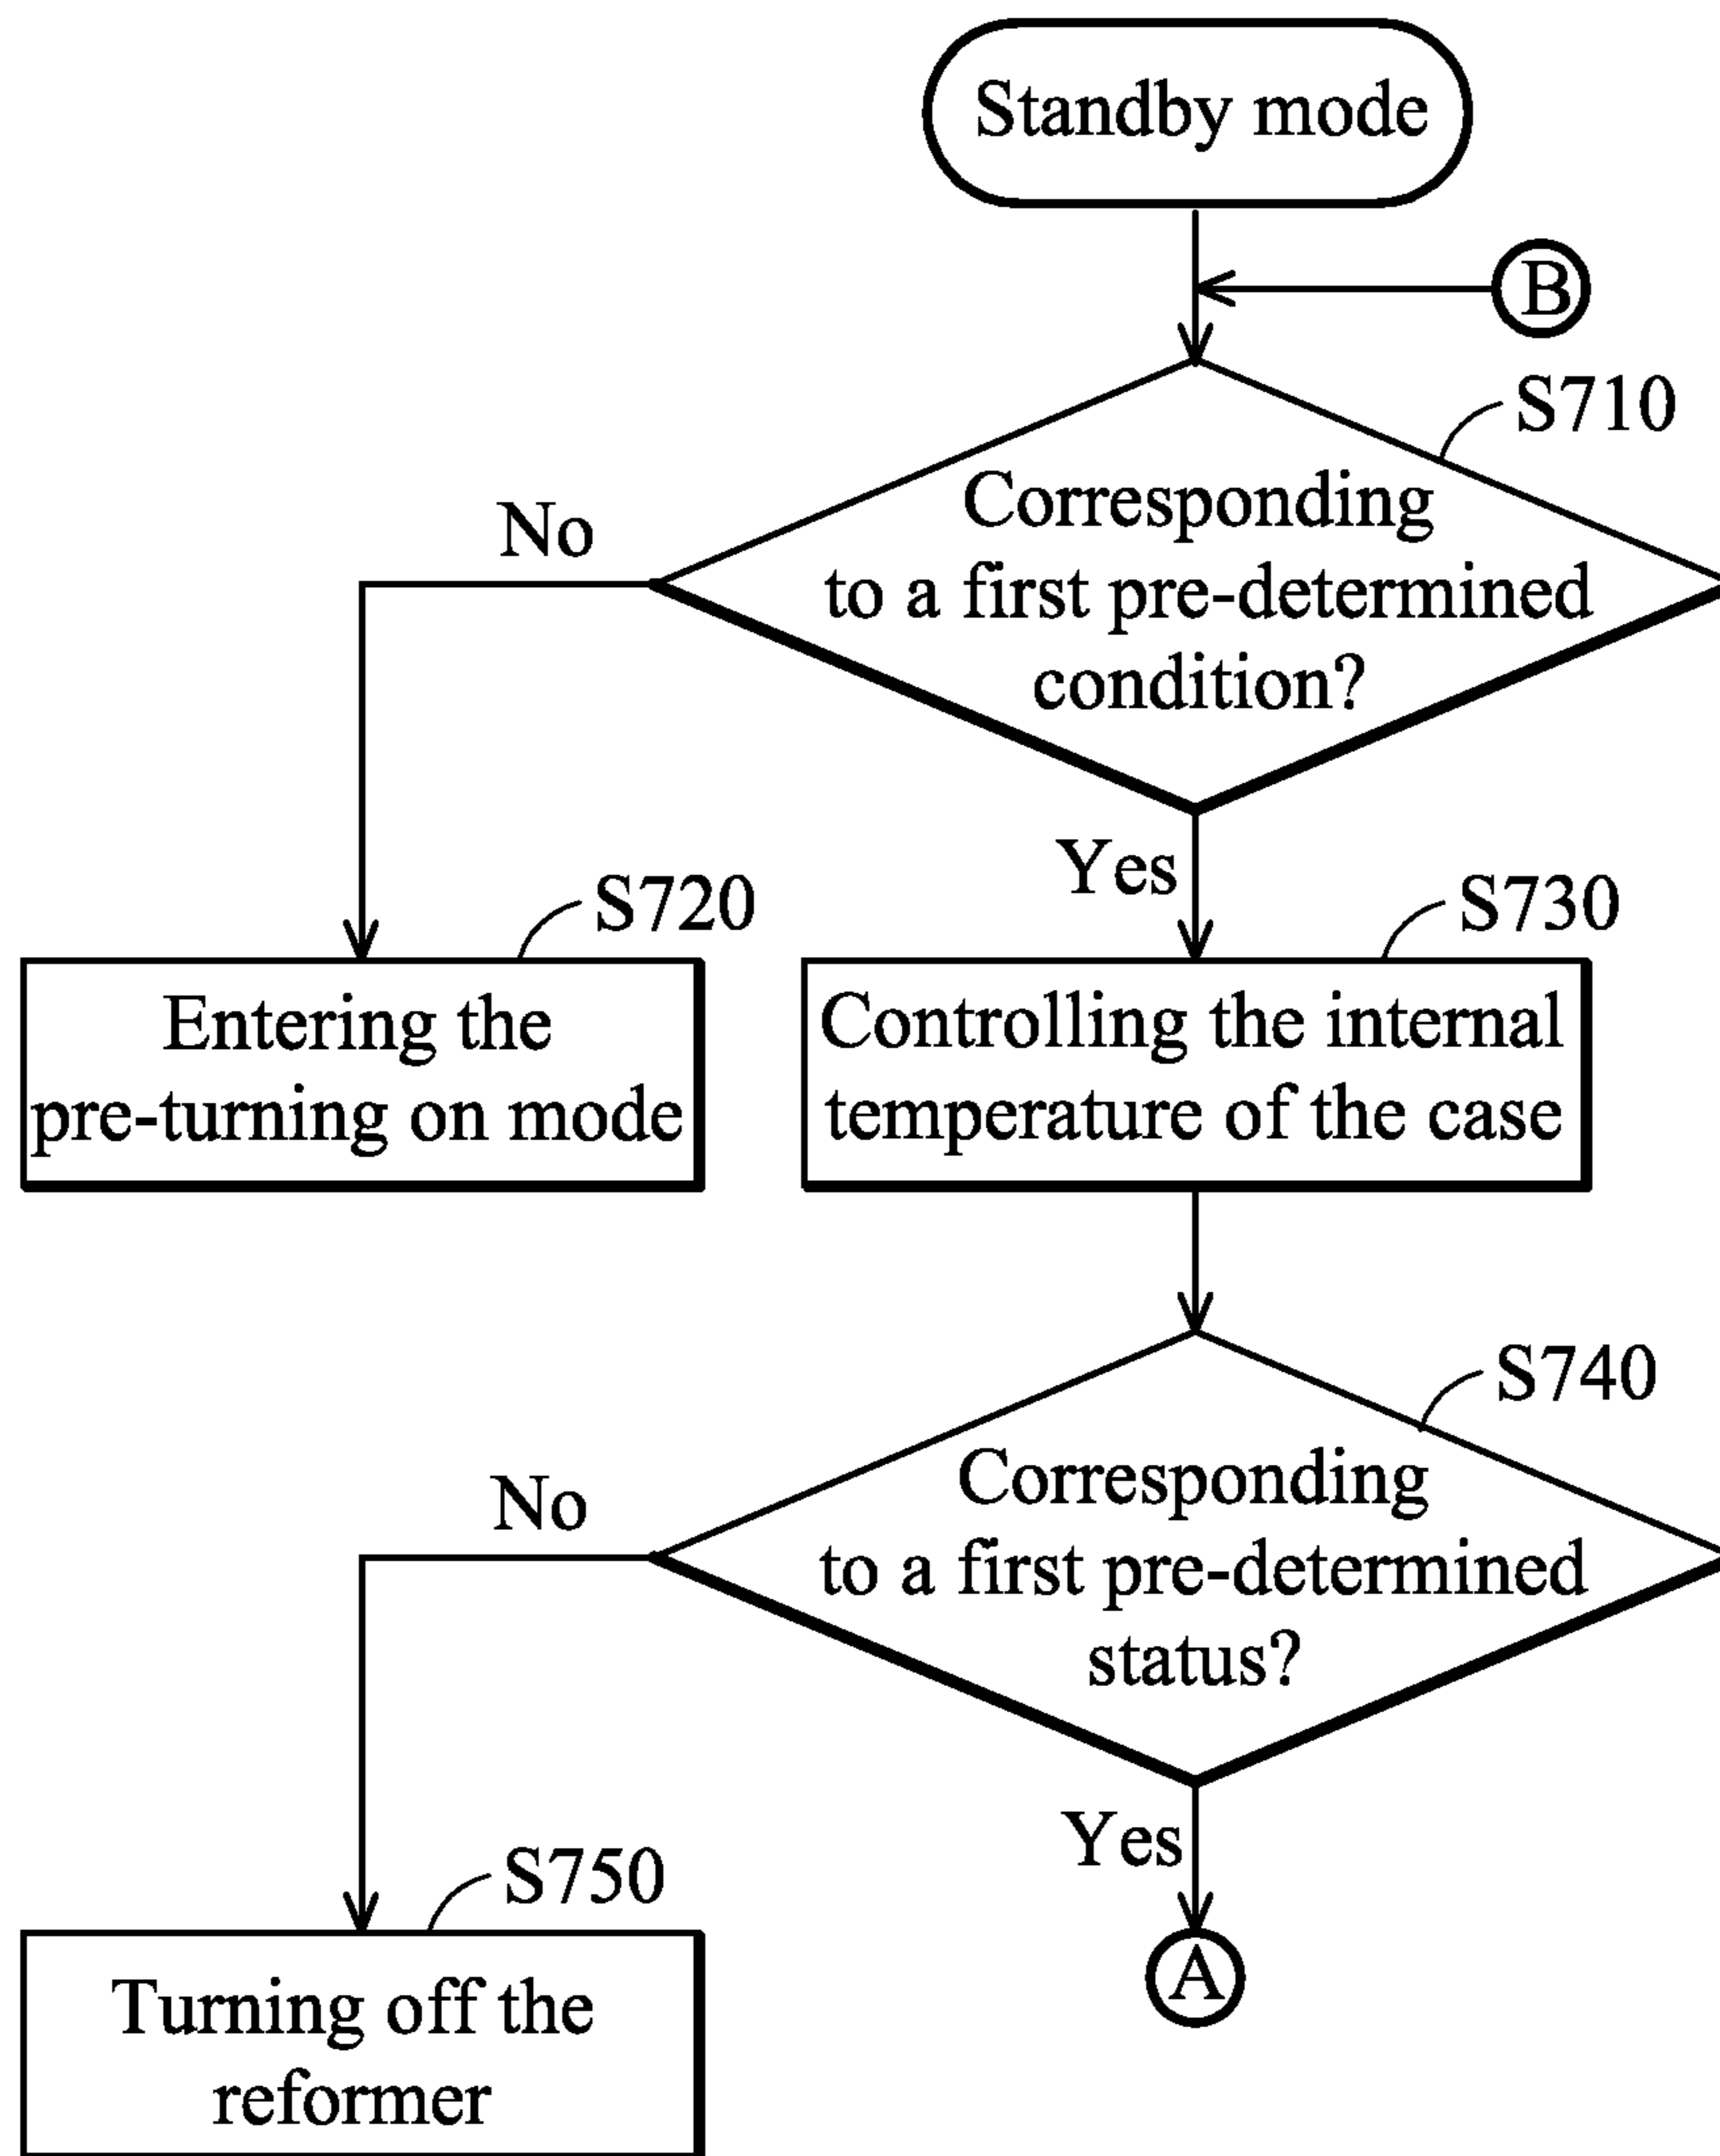 Standby mode
B
S710
Corresponding
to a first pre-determined
condition?
No
Yes
S720
S730
Entering the
pre-turning on mode
Controlling the internal
temperature of the case
S740
Corresponding
to a first pre-determined
status?
No
Yes
S750
A
Turning off the
reformer